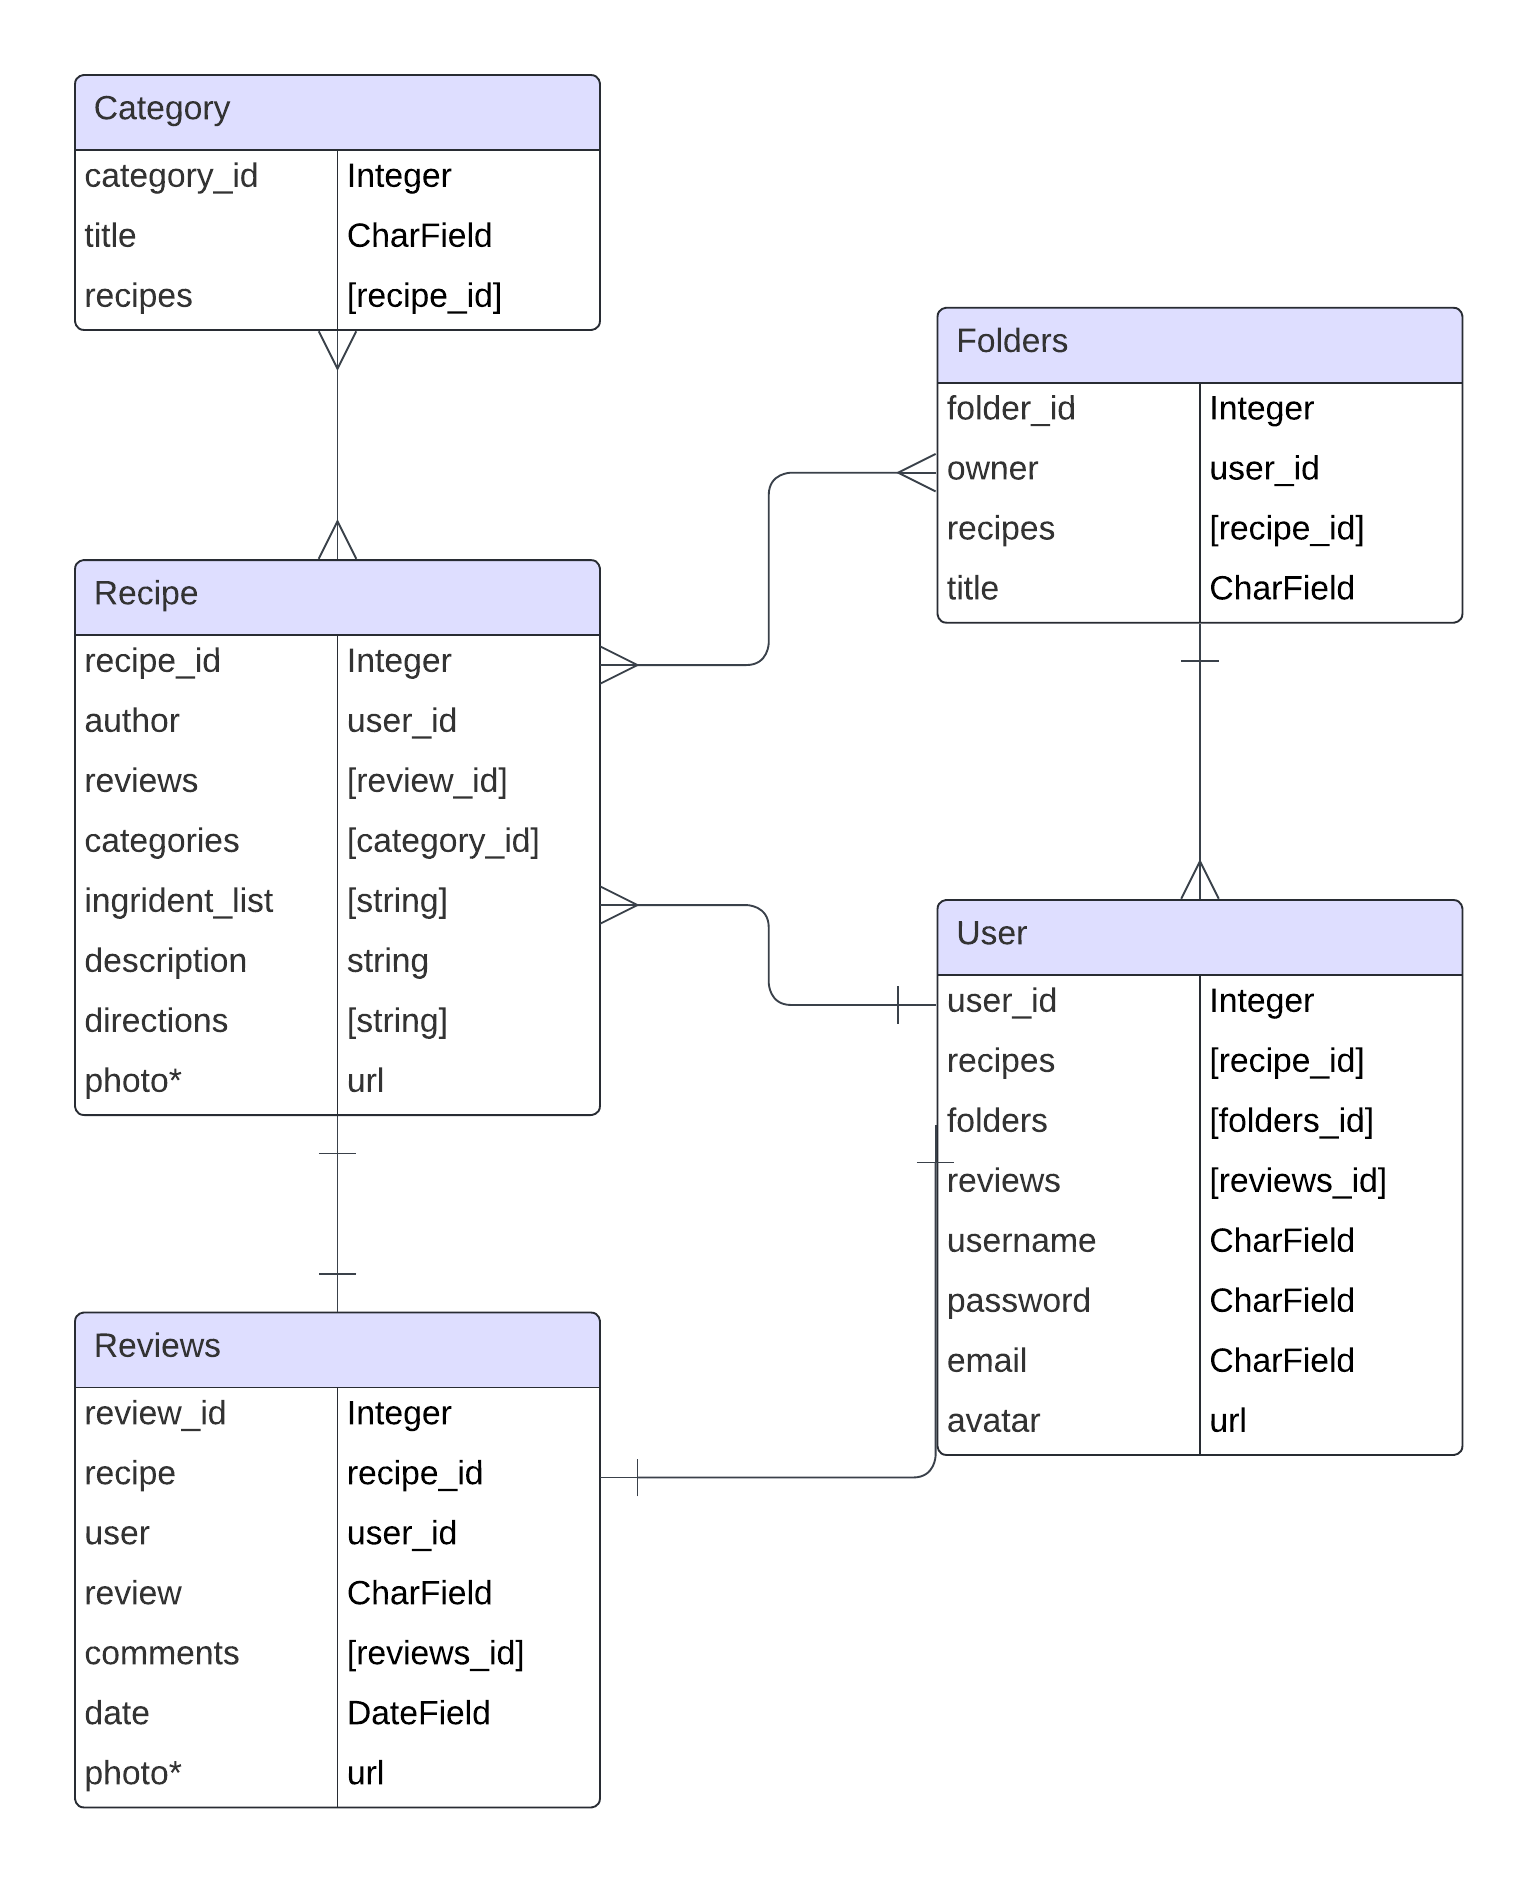 Category
category_id Integer
title CharField
recipes [recipe_id]
Recipe
recipe_id Integer
author user_id
reviews [review_id]
categories [category_id]
ingrident_list [string]
description string
directions [string]
photo* url
Reviews
review_id Integer
recipe recipe_id
user user_id
review CharField
comments [reviews_id]
date DateField
photo* url
Folders
folder_id Integer
owner user_id
recipes [recipe_id]
title CharField
User
user_id Integer
recipes [recipe_id]
folders [folders_id]
reviews [reviews_id]
username CharField
password CharField
email CharField
avatar url